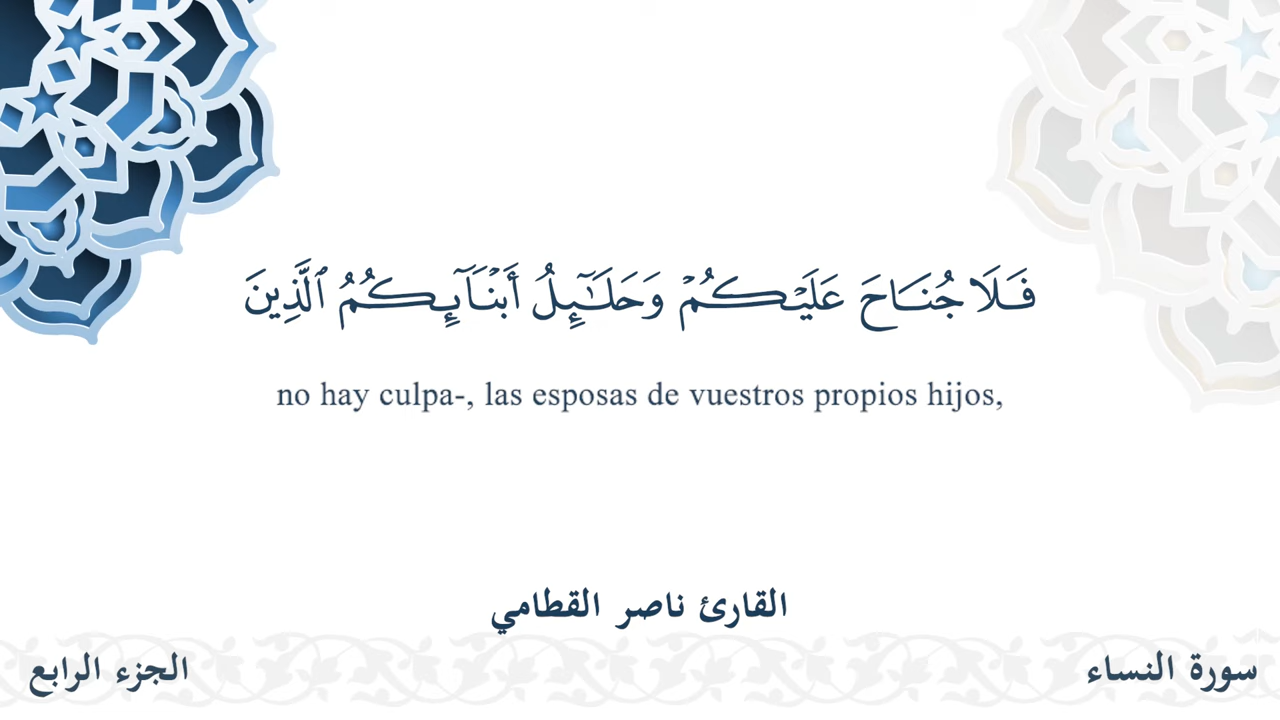 فَلَا جُنَاحَ عَلَيْكُمْ وَحَلَٰٓئِلُ أَبْنَآئِكُمُ ٱلَّذِينَ
no hay culpa-, las esposas de vuestros propios hijos,
القارئ ناصر القطامي
سورة النساء
الجزء الرابع